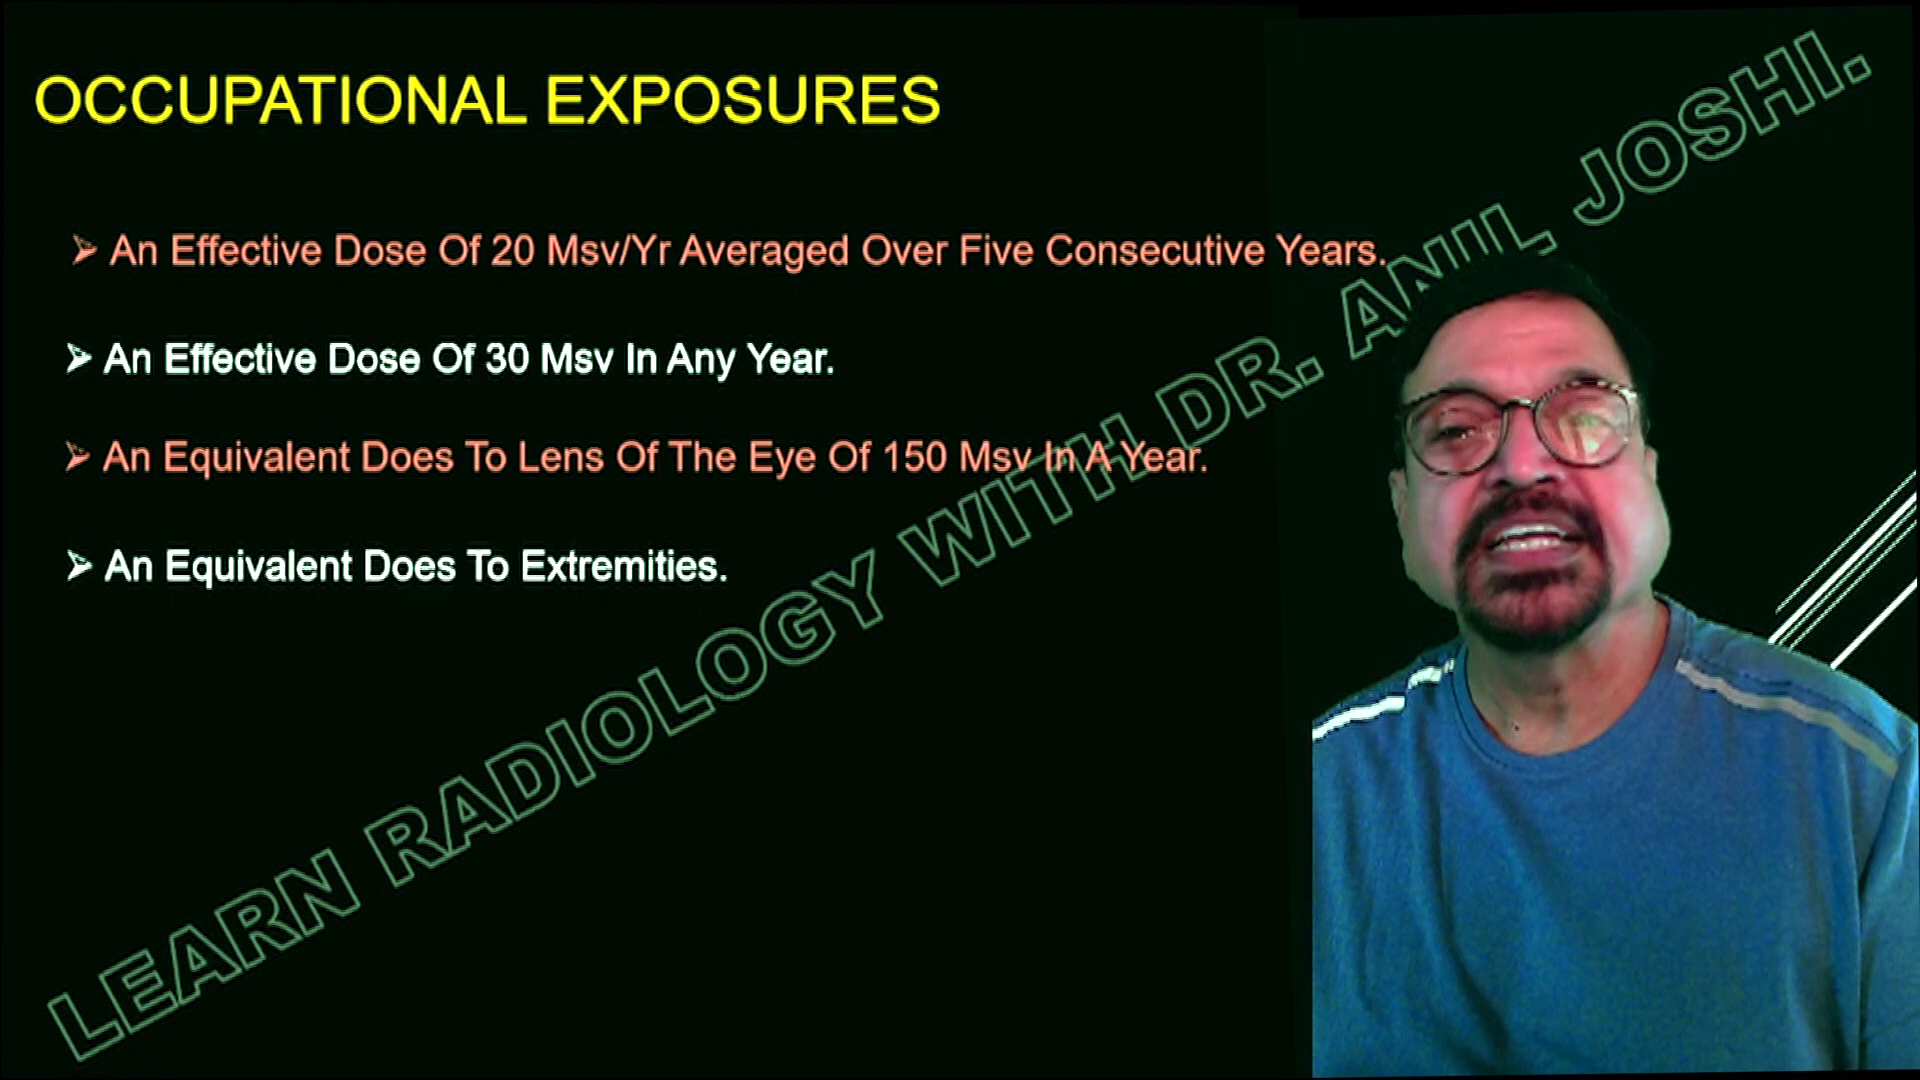 OCCUPATIONAL EXPOSURES
➢ An Effective Dose Of 20 Msv/Yr Averaged Over Five Consecutive Years.
➢ An Effective Dose Of 30 Msv In Any Year.
➢ An Equivalent Does To Lens Of The Eye Of 150 Msv In A Year.
➢ An Equivalent Does To Extremities.
LEARN RADIOLOGY WITH DR. ANIL JOSHI.